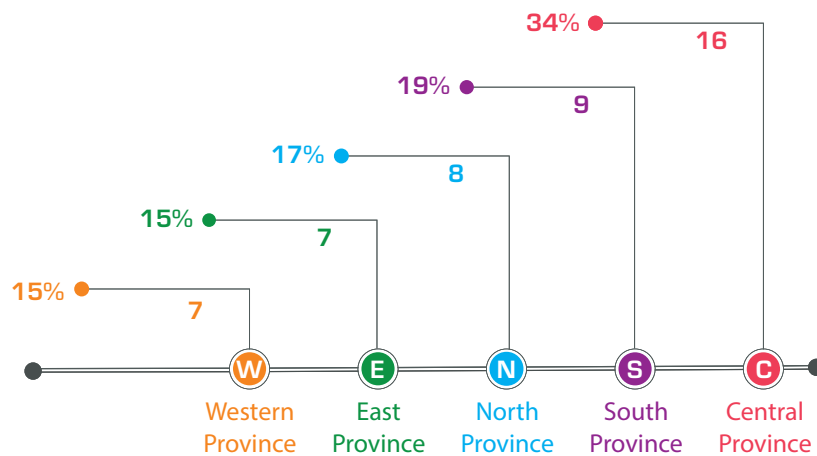 34%
16
19%
9
17%
8
15%
7
15%
7
W E N S C
Western Province
East Province
North Province
South Province
Central Province